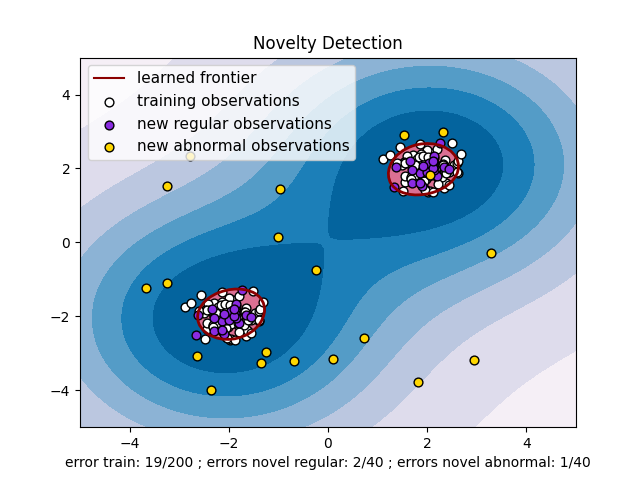 Novelty Detection
learned frontier
training observations
new regular observations
new abnormal observations
4
2
0
−2
−4
−4 −2 0 2 4
error train: 19/200 ; errors novel regular: 2/40 ; errors novel abnormal: 1/40